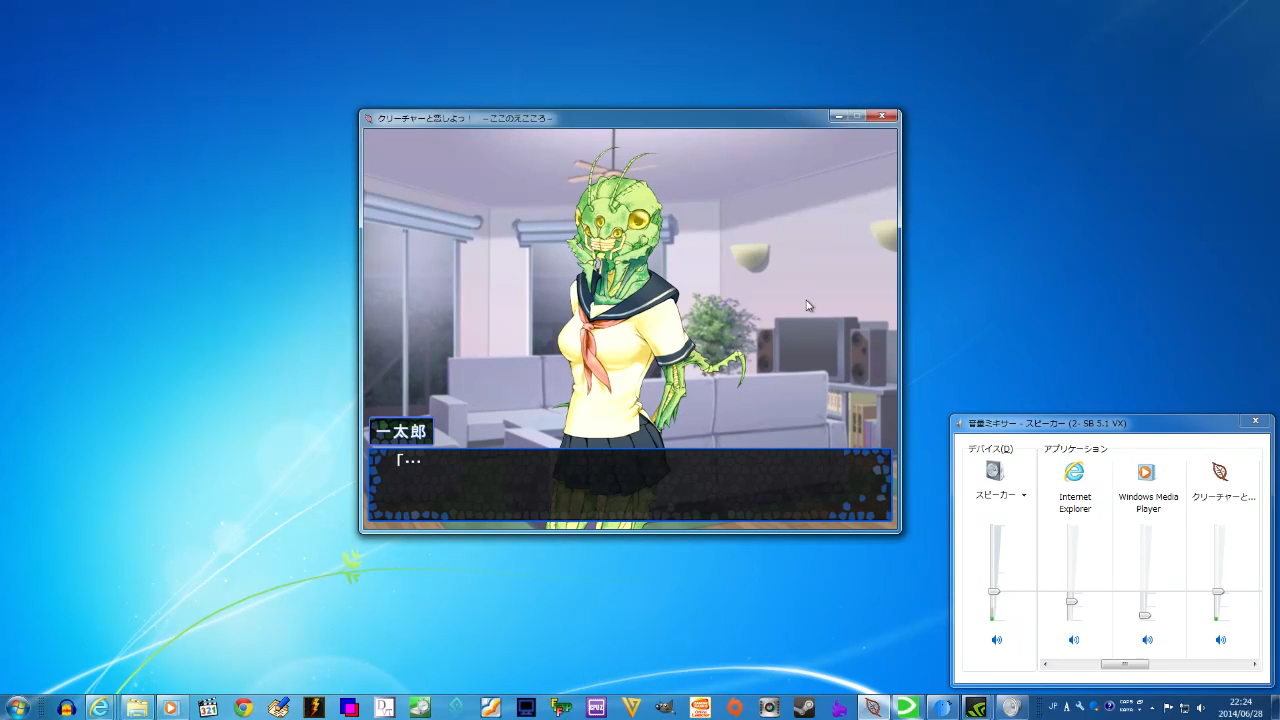 クリーチャーと恋しよっ！ －ここのえこころ－
一太郎
「…
音量ミキサー - スピーカー (2- SB 5.1 VX)
デバイス(D)
アプリケーション
スピーカー
Internet Explorer
Windows Media Player
クリーチャーと...
321
JP
CAPS
KANA
22:24
2014/06/28